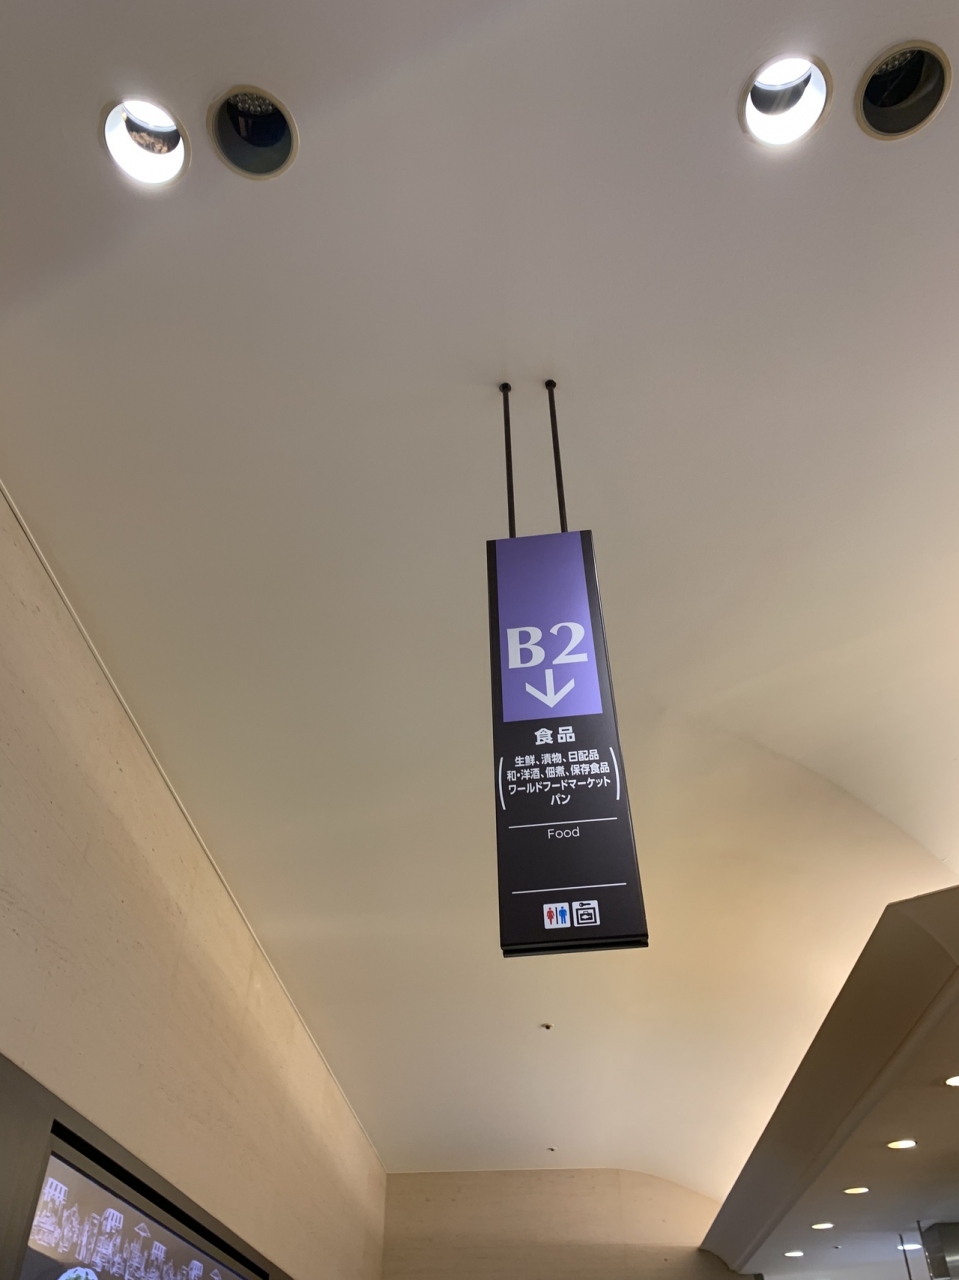 B2
食品
生鮮、漬物、日配品
和・洋酒、佃煮、保存食品
ワールドフードマーケット
パン
Food